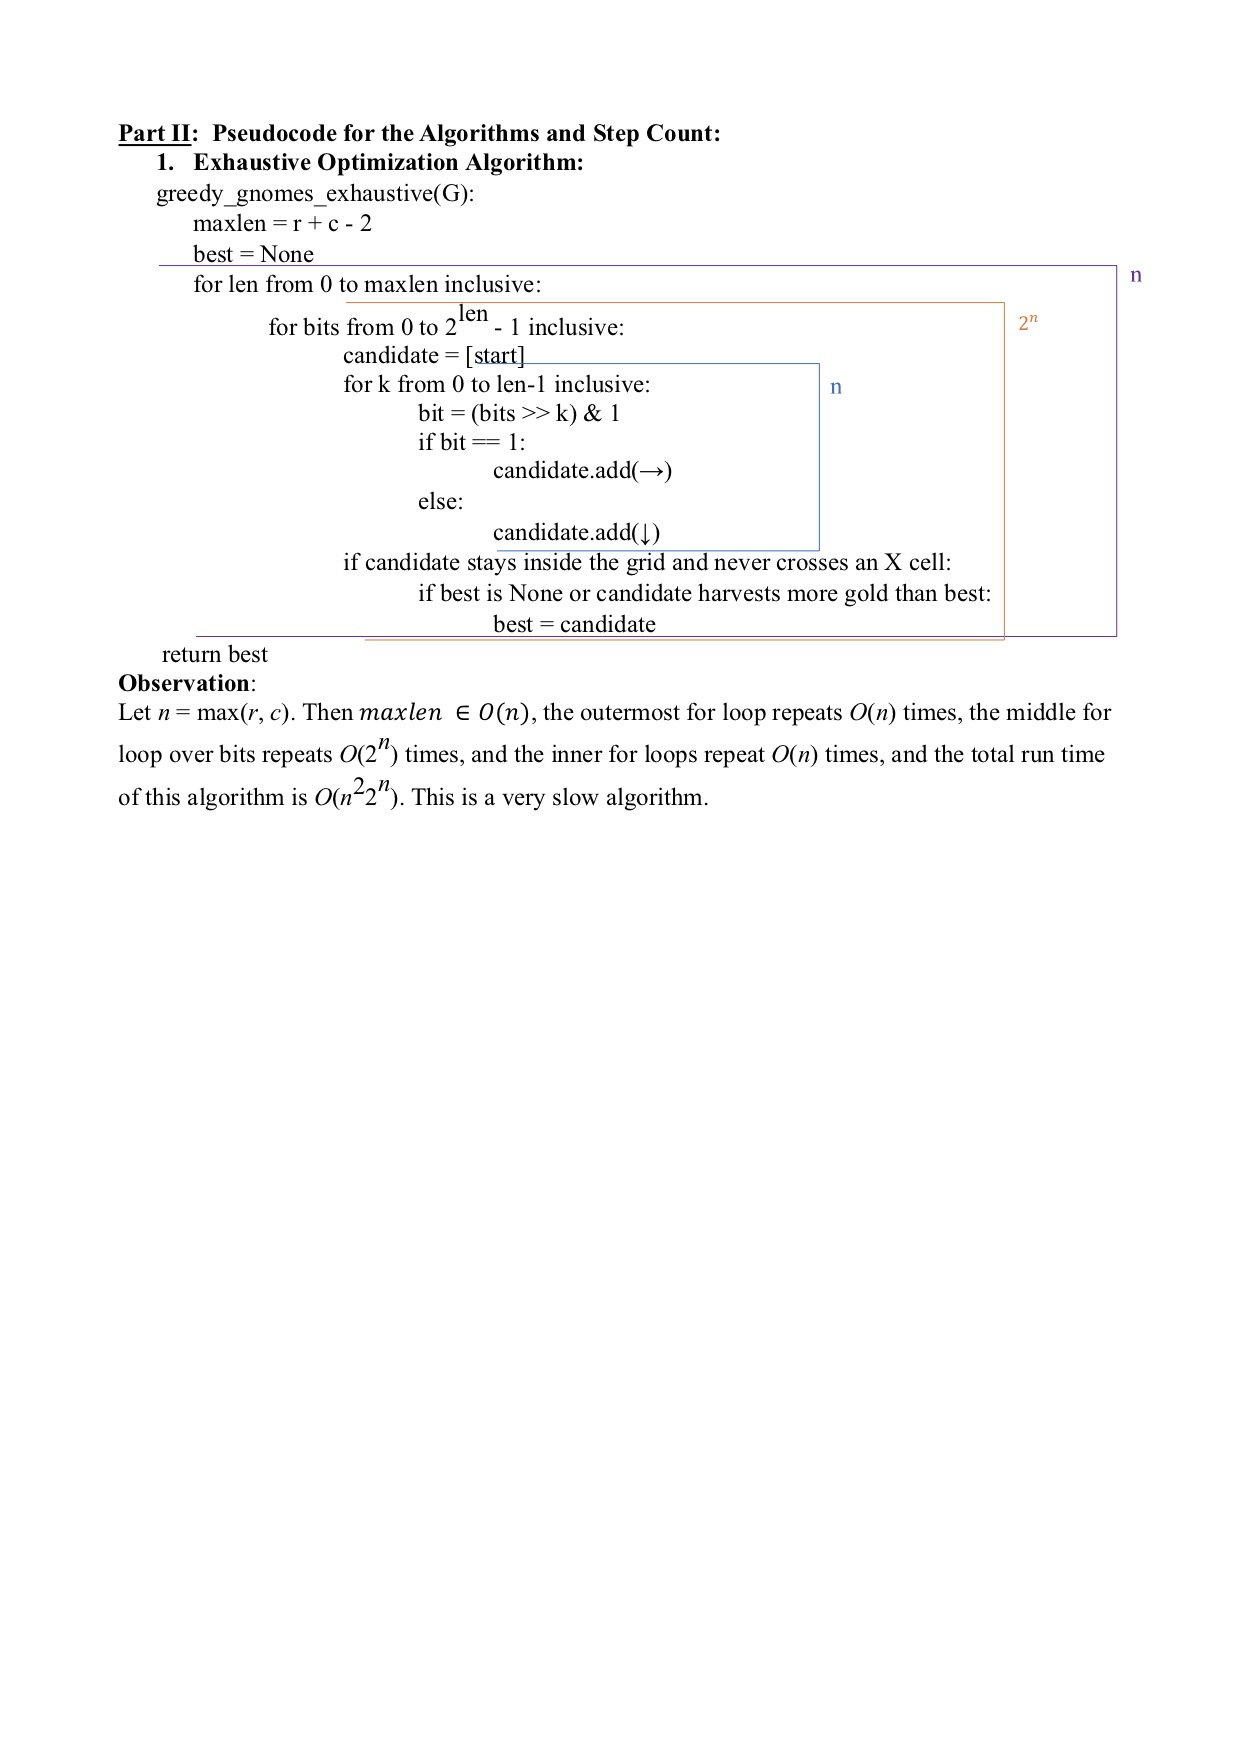 Part II: Pseudocode for the Algorithms and Step Count:
1. Exhaustive Optimization Algorithm:
greedy_gnomes_exhaustive(G):
maxlen = r + c - 2
best = None
for len from 0 to maxlen inclusive: n
for bits from 0 to 2^len - 1 inclusive: 2^n
candidate = [start]
for k from 0 to len-1 inclusive: n
bit = (bits >> k) & 1
if bit == 1:
candidate.add(→)
else:
candidate.add(↓)
if candidate stays inside the grid and never crosses an X cell:
if best is None or candidate harvests more gold than best:
best = candidate
return best
Observation:
Let n = max(r, c). Then maxlen ∈ O(n), the outermost for loop repeats O(n) times, the middle for
loop over bits repeats O(2^n) times, and the inner for loops repeat O(n) times, and the total run time
of this algorithm is O(n^2 2^n). This is a very slow algorithm.